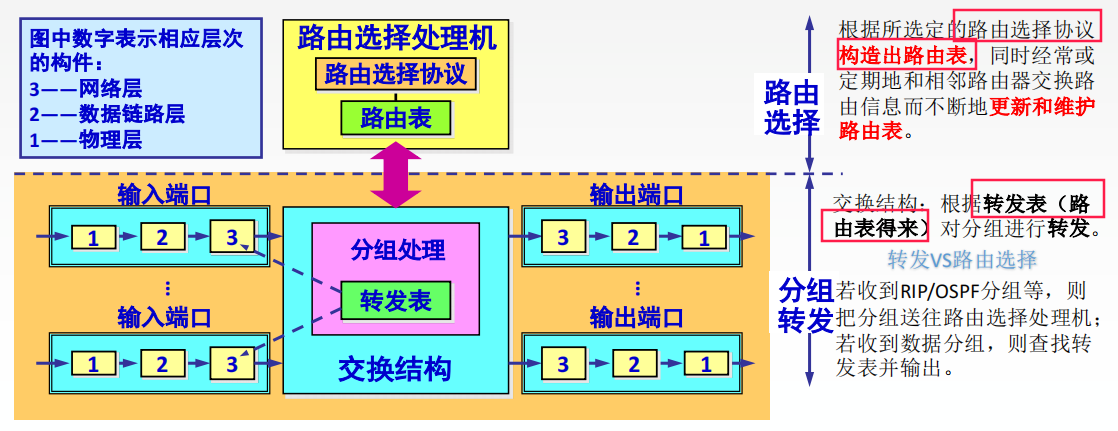 图中数字表示相应层次
的构件：
3——网络层
2——数据链路层
1——物理层
路由选择处理机
路由选择协议
路由表
路由
选择
根据所选定的路由选择协议
构造出路由表，同时经常或
定期地和相邻路由器交换路
由信息而不断地更新和维护
路由表。
输入端口
1
2
3
⋮
输入端口
1
2
3
分组处理
转发表
交换结构
输出端口
3
2
1
⋮
输出端口
3
2
1
分组
转发
交换结构：根据转发表（路
由表得来）对分组进行转发。
转发VS路由选择
若收到RIP/OSPF分组等，则
把分组送往路由选择处理机；
若收到数据分组，则查找转
发表并输出。